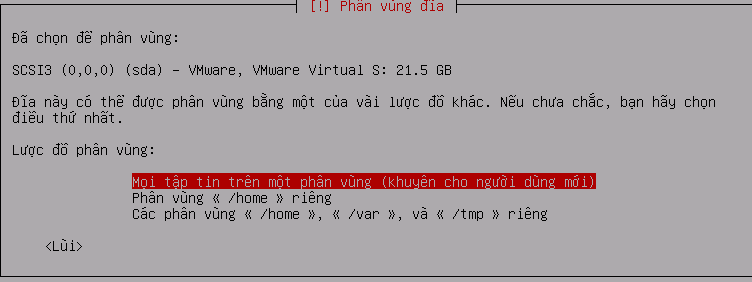 [!] Phân vùng đĩa
Đã chọn để phân vùng:
SCSI3 (0,0,0) (sda) – VMware, VMware Virtual S: 21.5 GB
Đĩa này có thể được phân vùng bằng một của vài lược đồ khác. Nếu chưa chắc, bạn hãy chọn
điều thứ nhất.
Lược đồ phân vùng:
Mọi tập tin trên một phân vùng (khuyên cho người dùng mới)
Phân vùng « /home » riêng
Các phân vùng « /home », « /var », và « /tmp » riêng
<Lùi>